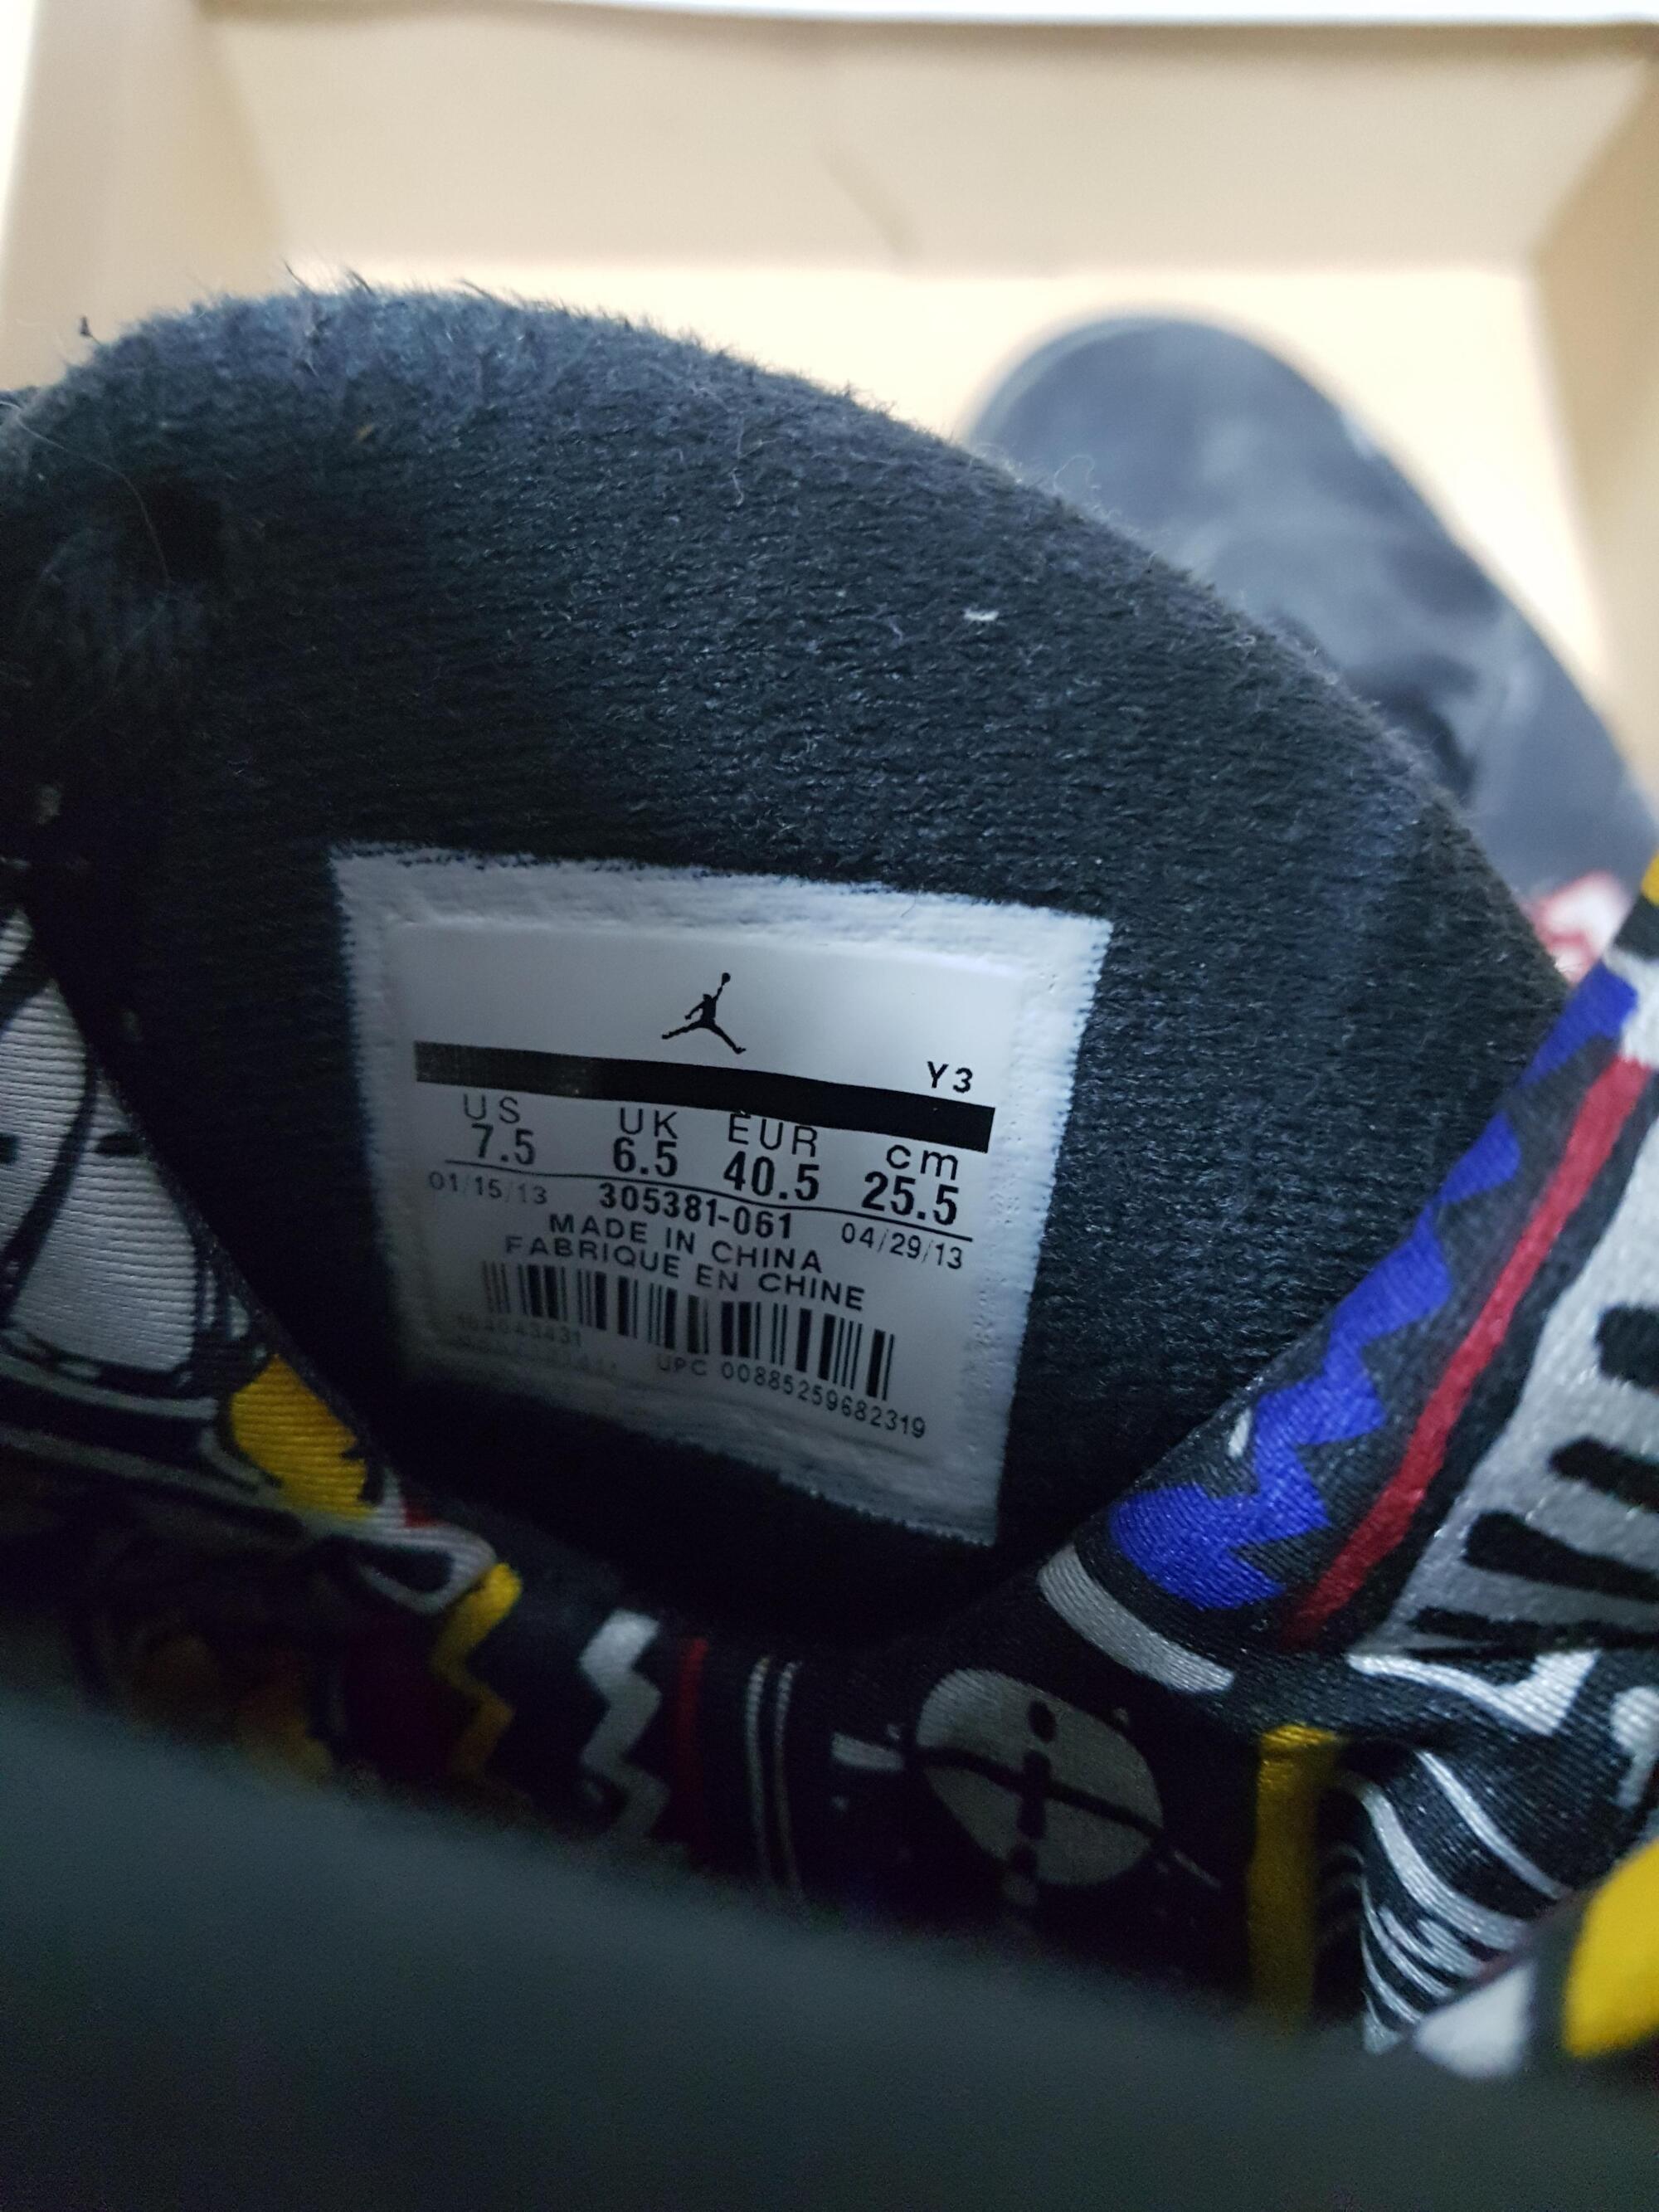 Y3
US UK EUR cm
7.5 6.5 40.5 25.5
01/15/13 305381-061 04/29/13
MADE IN CHINA
FABRIQUE EN CHINE
UPC 00885259682319